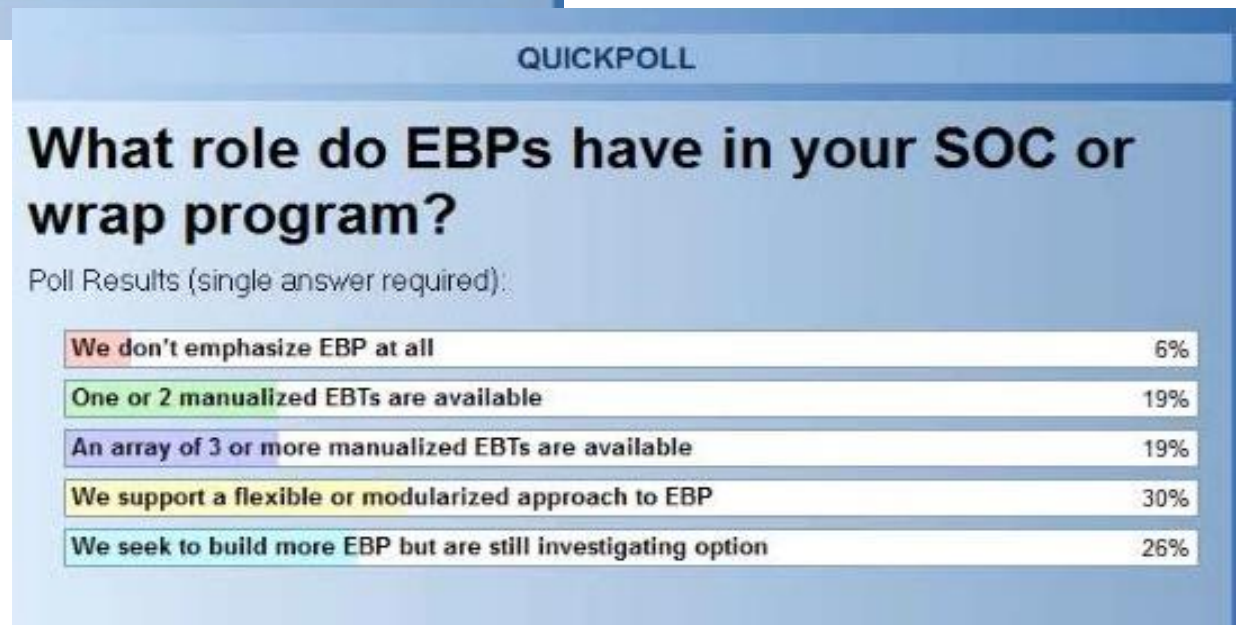 QUICKPOLL
What role do EBPs have in your SOC or
wrap program?
Poll Results (single answer required):
We don't emphasize EBP at all 6%
One or 2 manualized EBTs are available 19%
An array of 3 or more manualized EBTs are available 19%
We support a flexible or modularized approach to EBP 30%
We seek to build more EBP but are still investigating option 26%